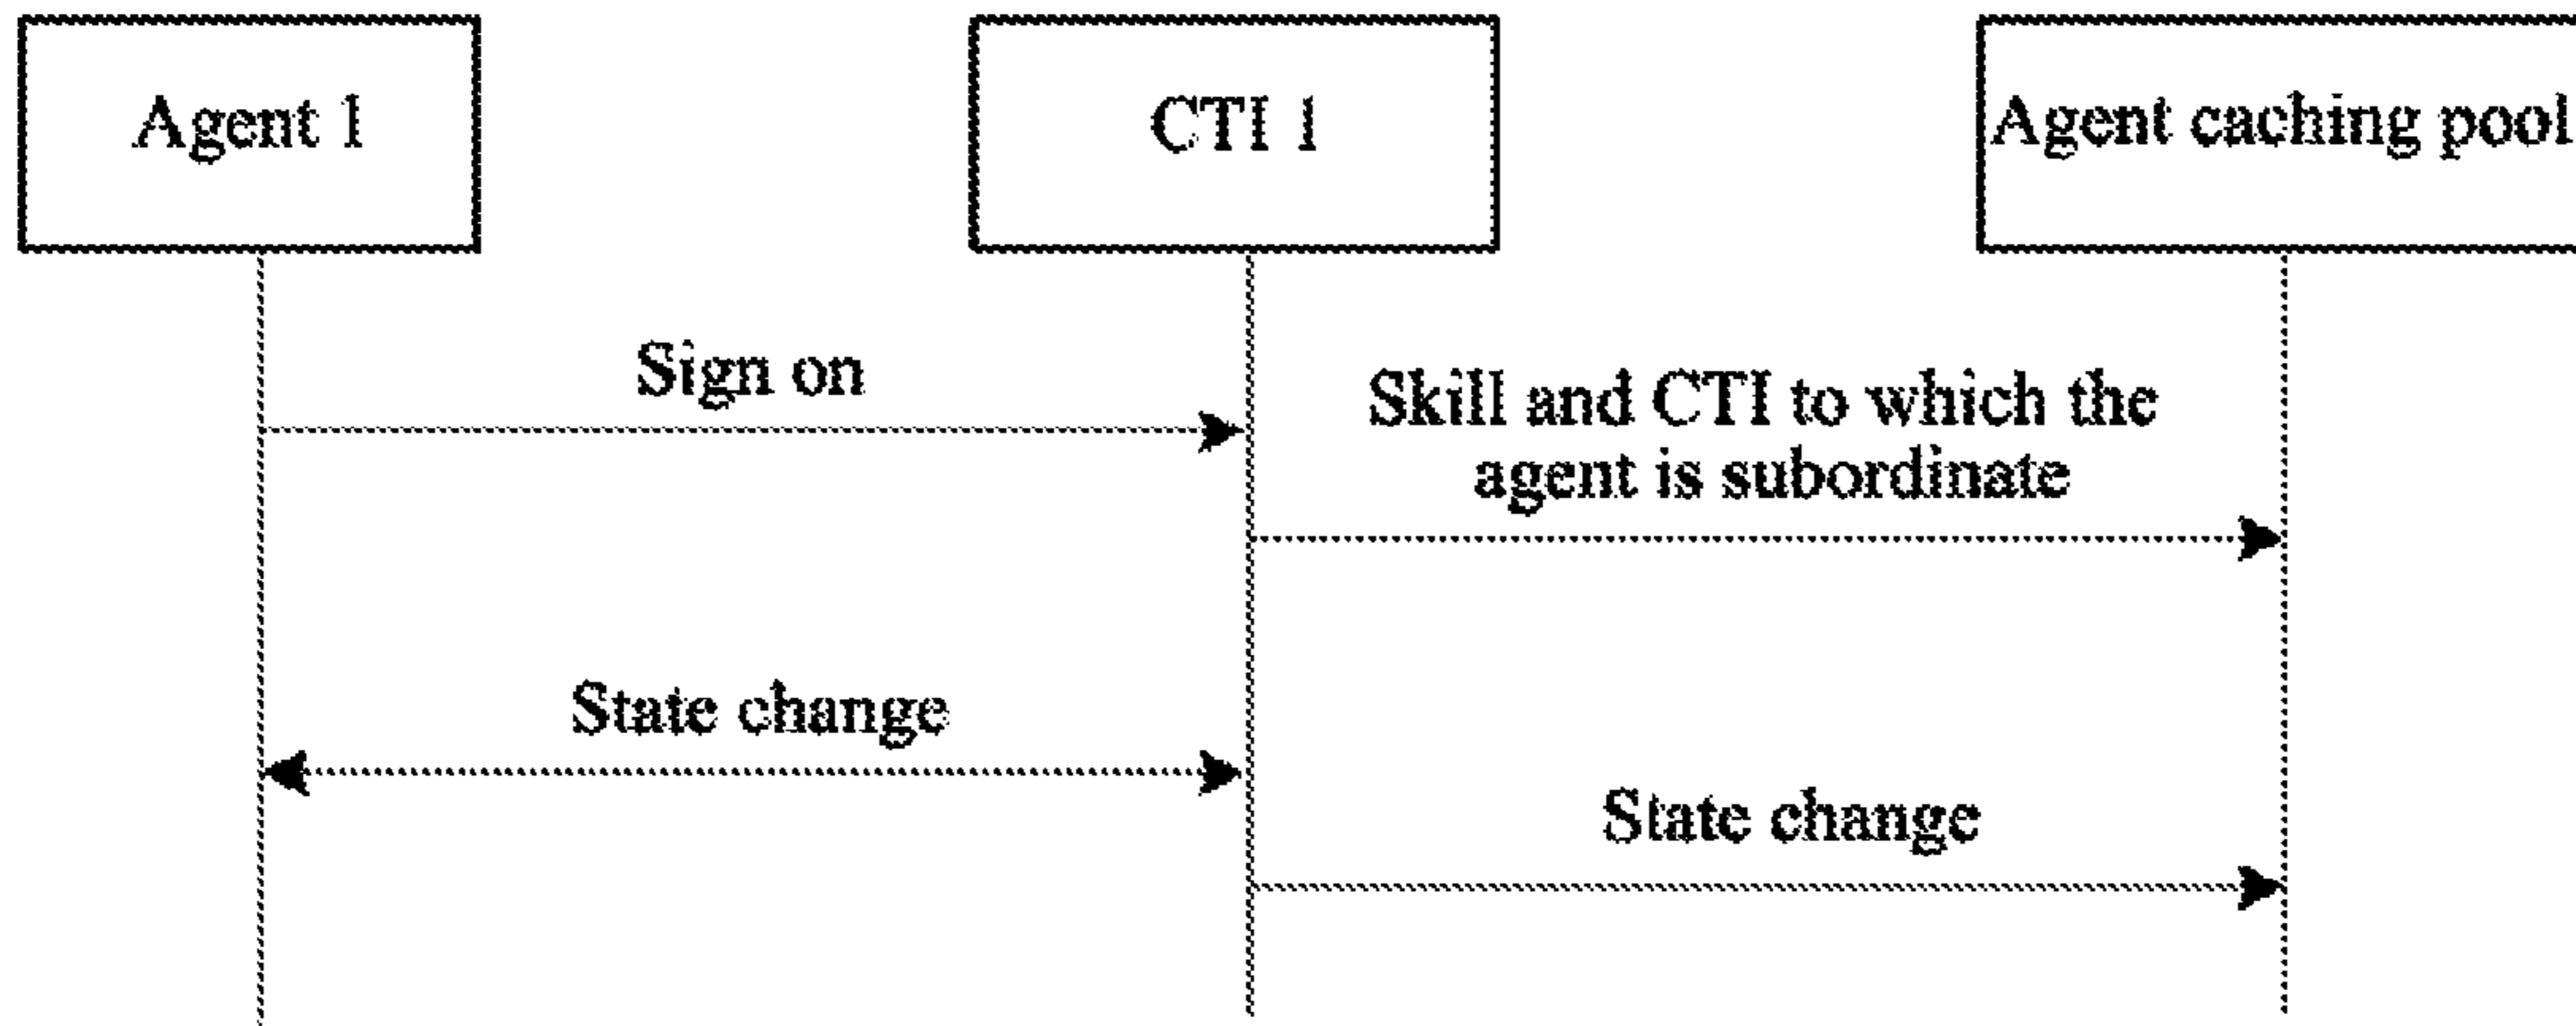 Agent 1
CTI 1
Agent caching pool
Sign on
Skill and CTI to which the
agent is subordinate
State change
State change